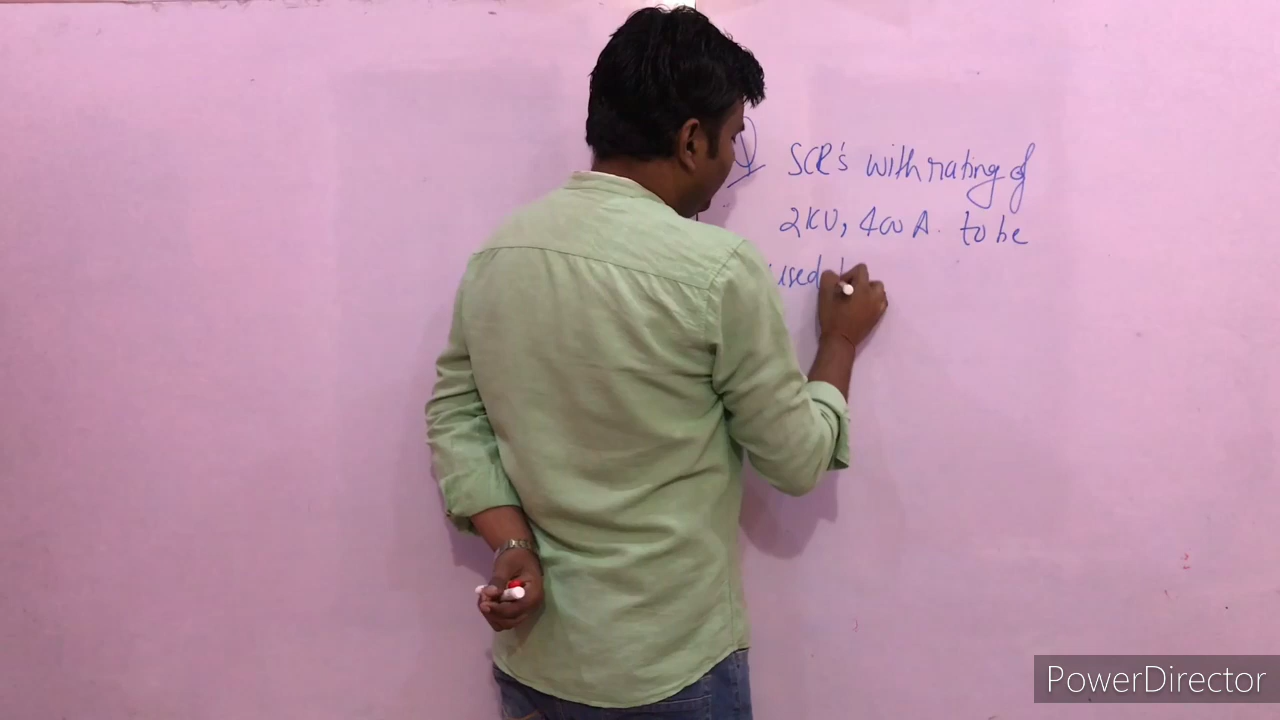 Q SCR's with rating of
2KV, 400A. to be
used
PowerDirector